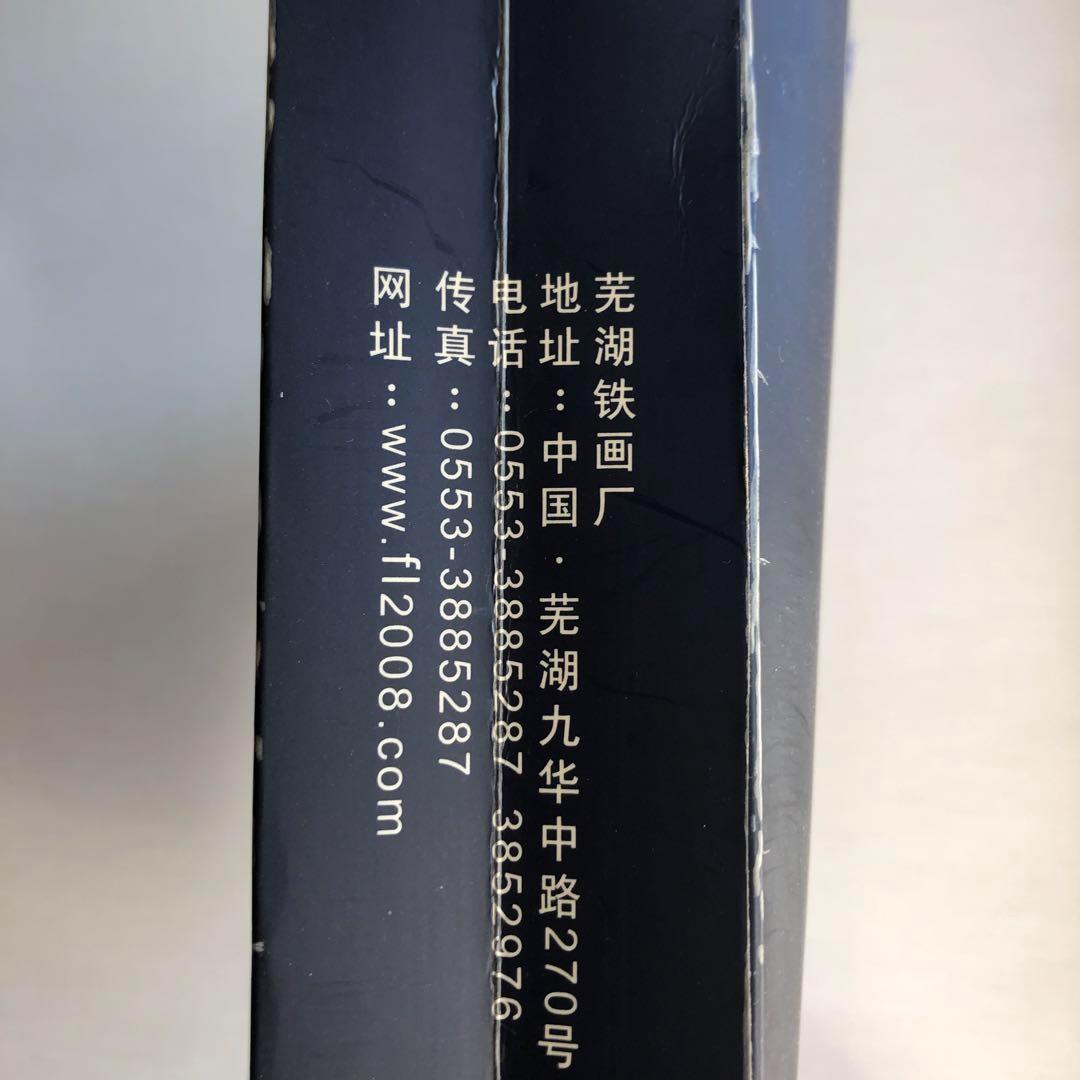 芜湖铁画厂
地址：中国·芜湖九华中路270号
电话：0553-3885287 3852976
传真：0553-3885287
网址：www.fl2008.com